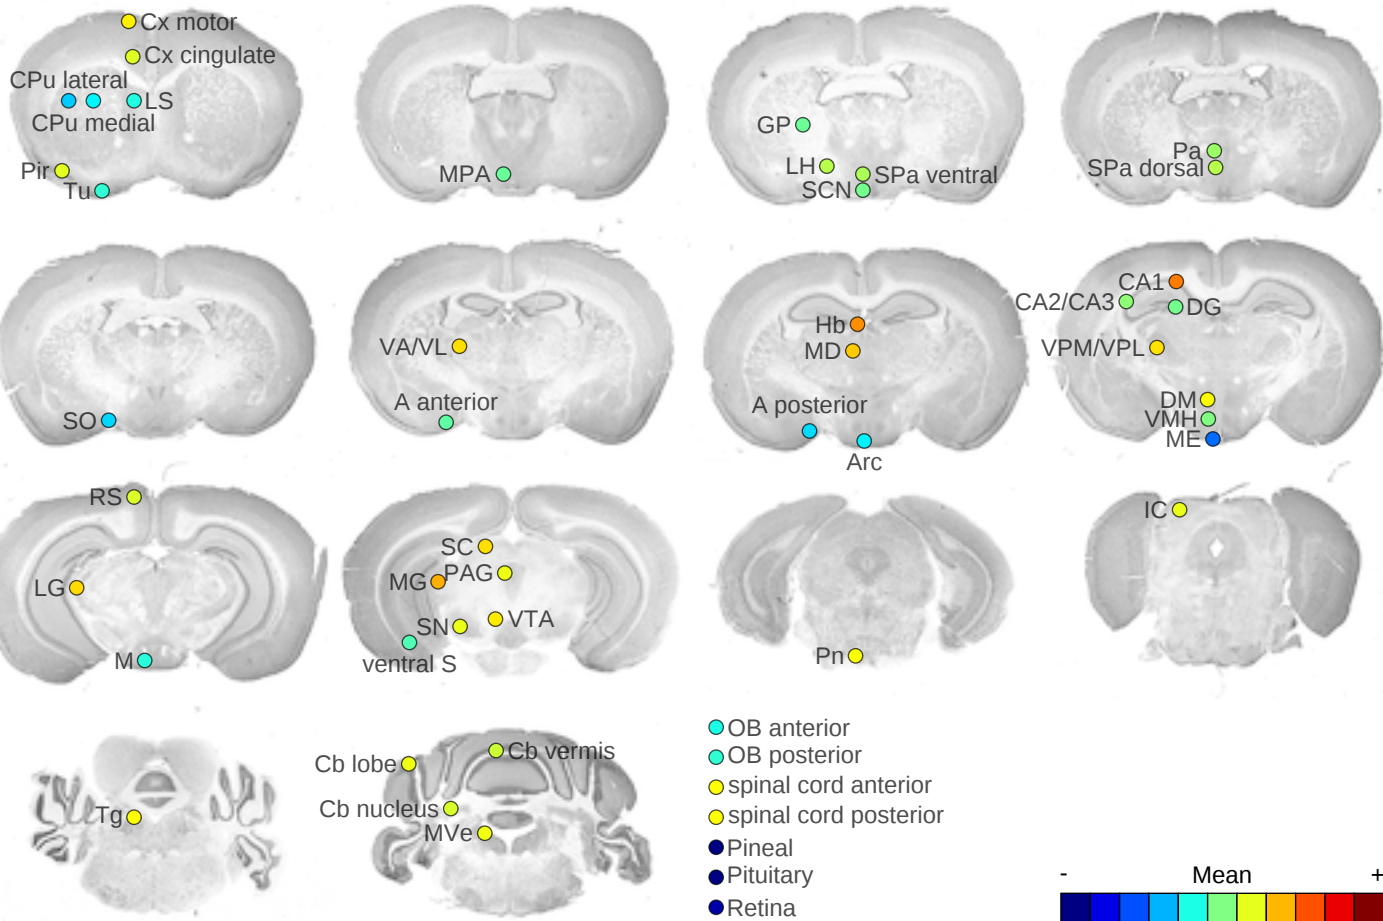 Cx motor
Cx cingulate
CPu lateral
LS
CPu medial
Pir
Tu
MPA
GP
LH
SPa ventral
SCN
Pa
SPa dorsal
SO
VA/VL
A anterior
Hb
MD
A posterior
Arc
CA1
CA2/CA3
DG
VPM/VPL
DM
VMH
ME
RS
LG
M
SC
MG
PAG
SN
VTA
ventral S
Pn
IC
Tg
Cb lobe
Cb vermis
Cb nucleus
MVe
OB anterior
OB posterior
spinal cord anterior
spinal cord posterior
Pineal
Pituitary
Retina
- Mean +